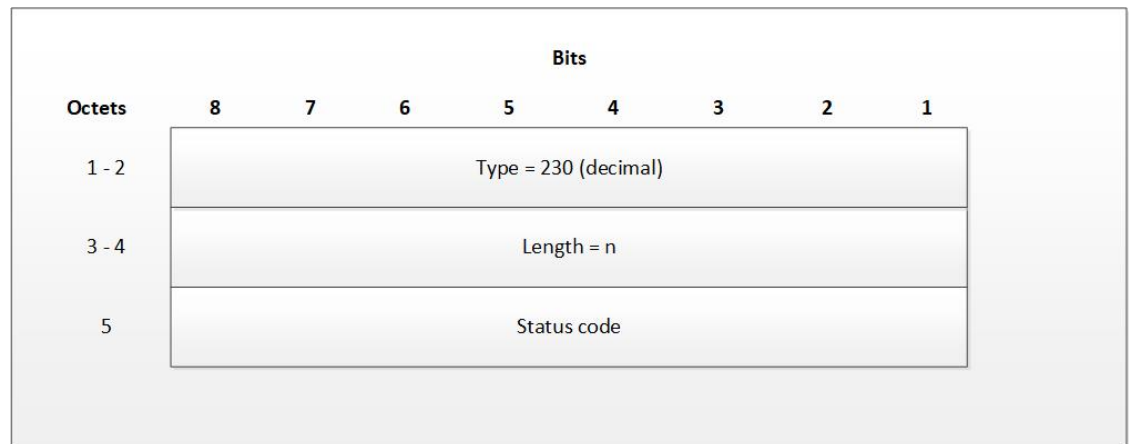 Bits
Octets 8 7 6 5 4 3 2 1
1 - 2 Type = 230 (decimal)
3 - 4 Length = n
5 Status code